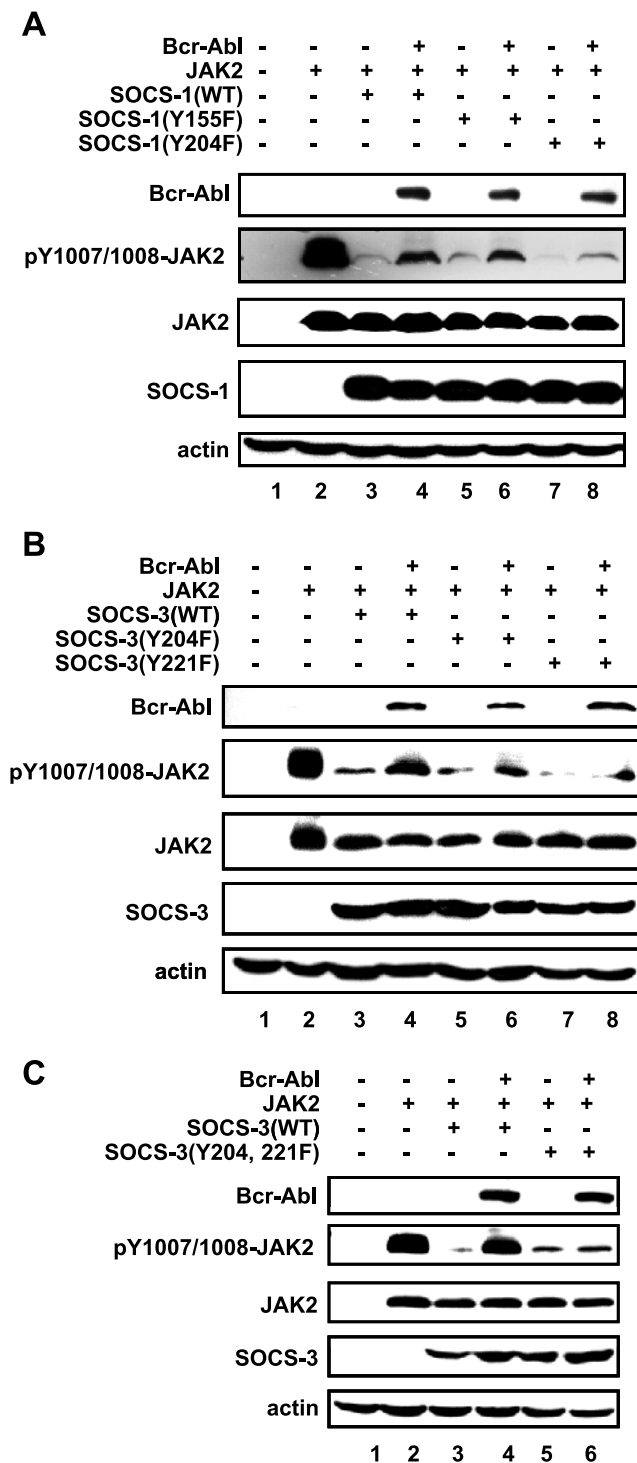 A
Bcr-Abl - - - + - + - +
JAK2 - + + + + + + +
SOCS-1(WT) - - + + - - - -
SOCS-1(Y155F) - - - - + + - -
SOCS-1(Y204F) - - - - - - + +
Bcr-Abl
pY1007/1008-JAK2
JAK2
SOCS-1
actin
1 2 3 4 5 6 7 8
B
Bcr-Abl - - - + - + - +
JAK2 - + + + + + + +
SOCS-3(WT) - - + + - - - -
SOCS-3(Y204F) - - - - + + - -
SOCS-3(Y221F) - - - - - - + +
Bcr-Abl
pY1007/1008-JAK2
JAK2
SOCS-3
actin
1 2 3 4 5 6 7 8
C
Bcr-Abl - - - + - +
JAK2 - + + + + +
SOCS-3(WT) - - + + - -
SOCS-3(Y204, 221F) - - - - + +
Bcr-Abl
pY1007/1008-JAK2
JAK2
SOCS-3
actin
1 2 3 4 5 6